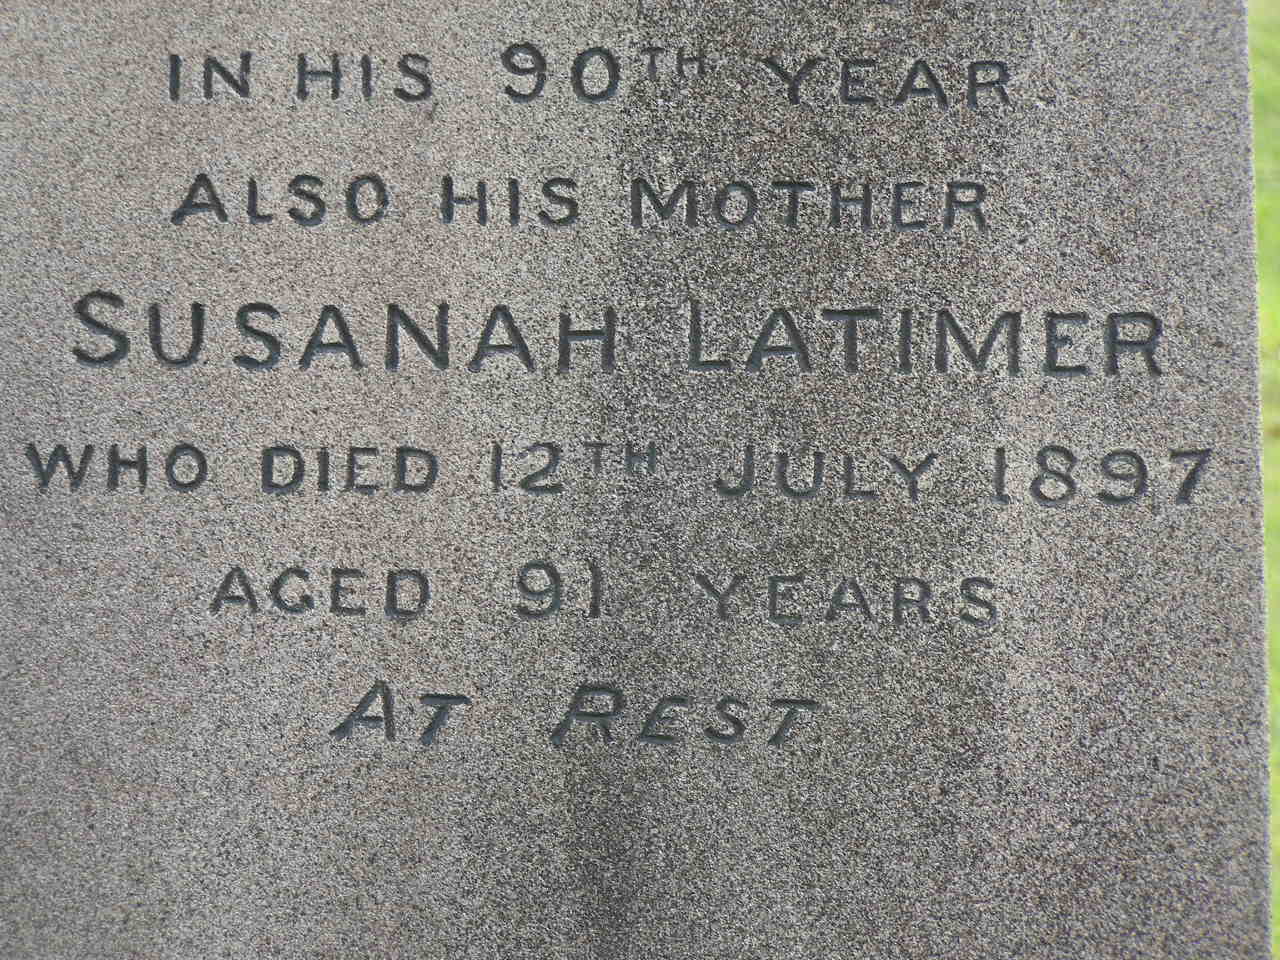 IN HIS 90TH YEAR
ALSO HIS MOTHER
SUSANAH LATIMER
WHO DIED 12TH JULY 1897
AGED 91 YEARS
AT REST